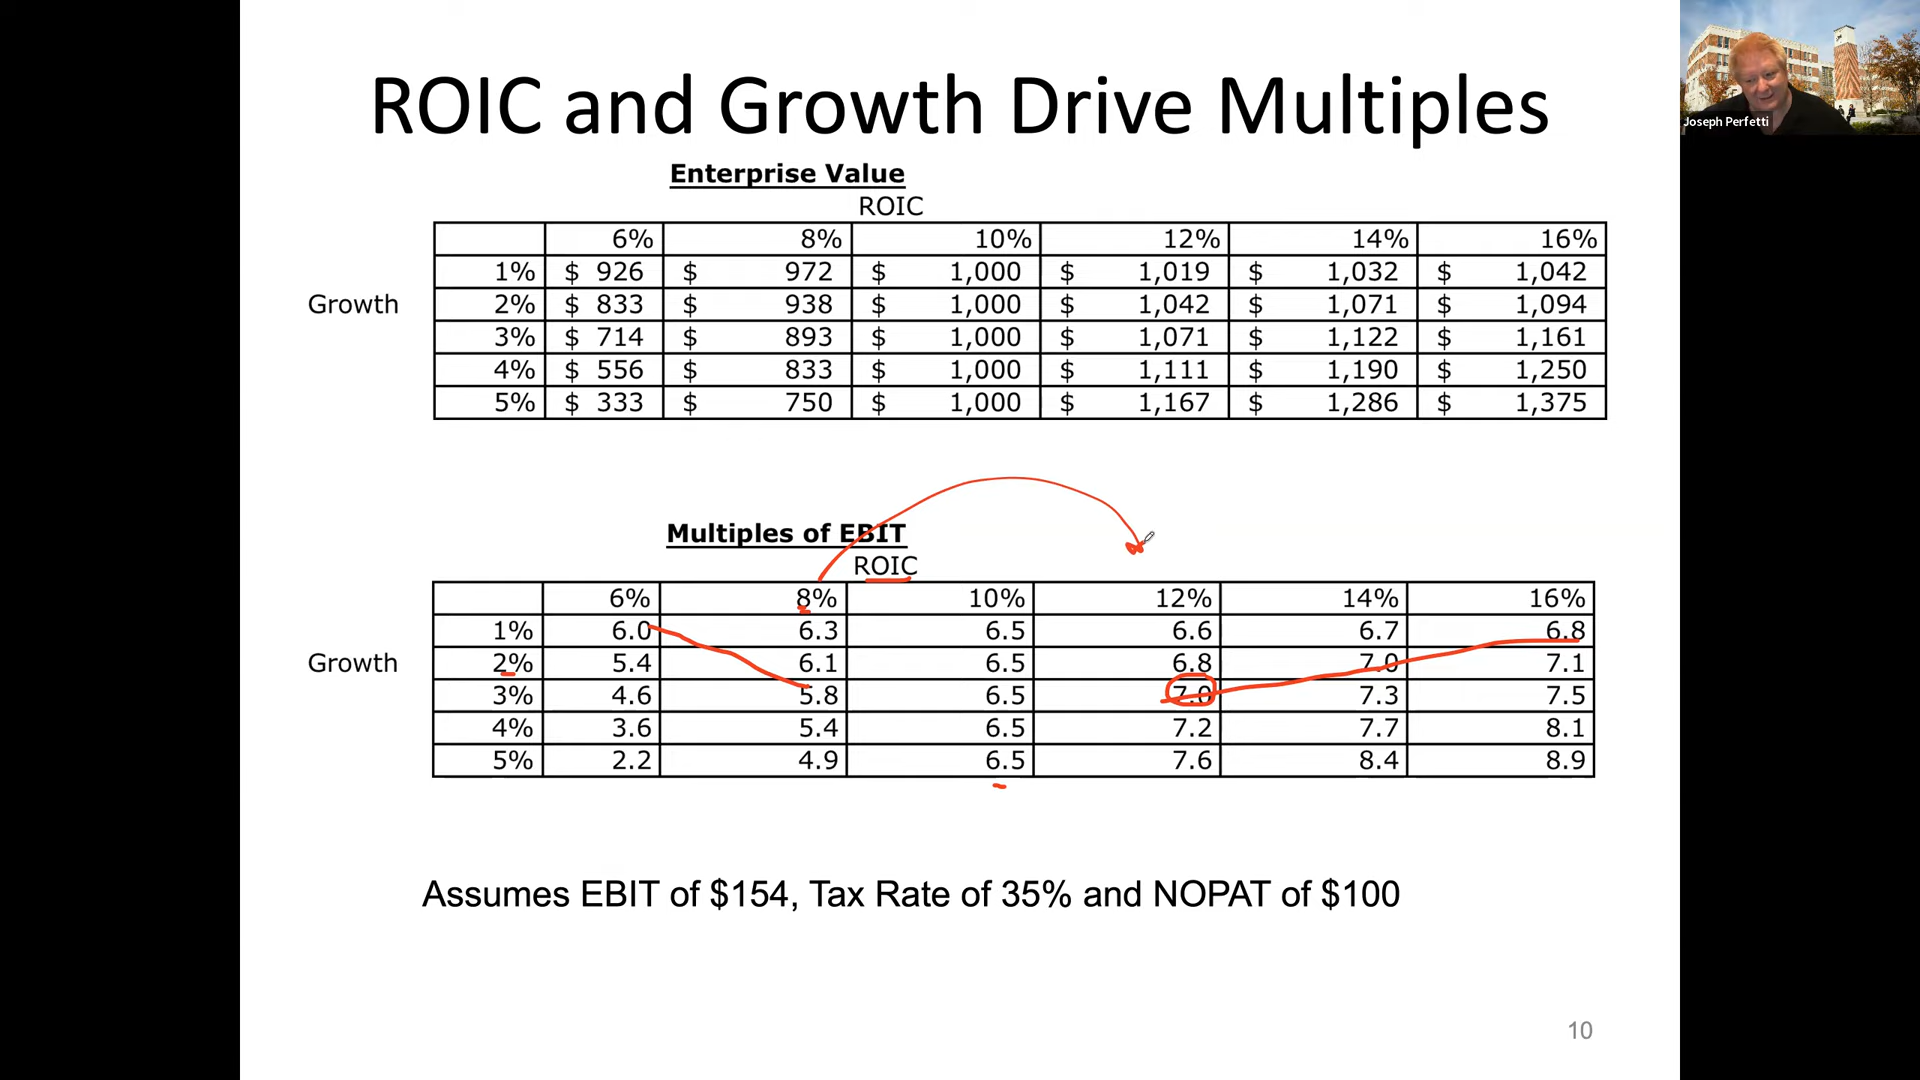 ROIC and Growth Drive Multiples
Joseph Perfetti
Enterprise Value
ROIC
6% 8% 10% 12% 14% 16%
1% $ 926 $ 972 $ 1,000 $ 1,019 $ 1,032 $ 1,042
Growth 2% $ 833 $ 938 $ 1,000 $ 1,042 $ 1,071 $ 1,094
3% $ 714 $ 893 $ 1,000 $ 1,071 $ 1,122 $ 1,161
4% $ 556 $ 833 $ 1,000 $ 1,111 $ 1,190 $ 1,250
5% $ 333 $ 750 $ 1,000 $ 1,167 $ 1,286 $ 1,375
Multiples of EBIT
ROIC
6% 8% 10% 12% 14% 16%
1% 6.0 6.3 6.5 6.6 6.7 6.8
Growth 2% 5.4 6.1 6.5 6.8 7.0 7.1
3% 4.6 5.8 6.5 7.0 7.3 7.5
4% 3.6 5.4 6.5 7.2 7.7 8.1
5% 2.2 4.9 6.5 7.6 8.4 8.9
Assumes EBIT of $154, Tax Rate of 35% and NOPAT of $100
10